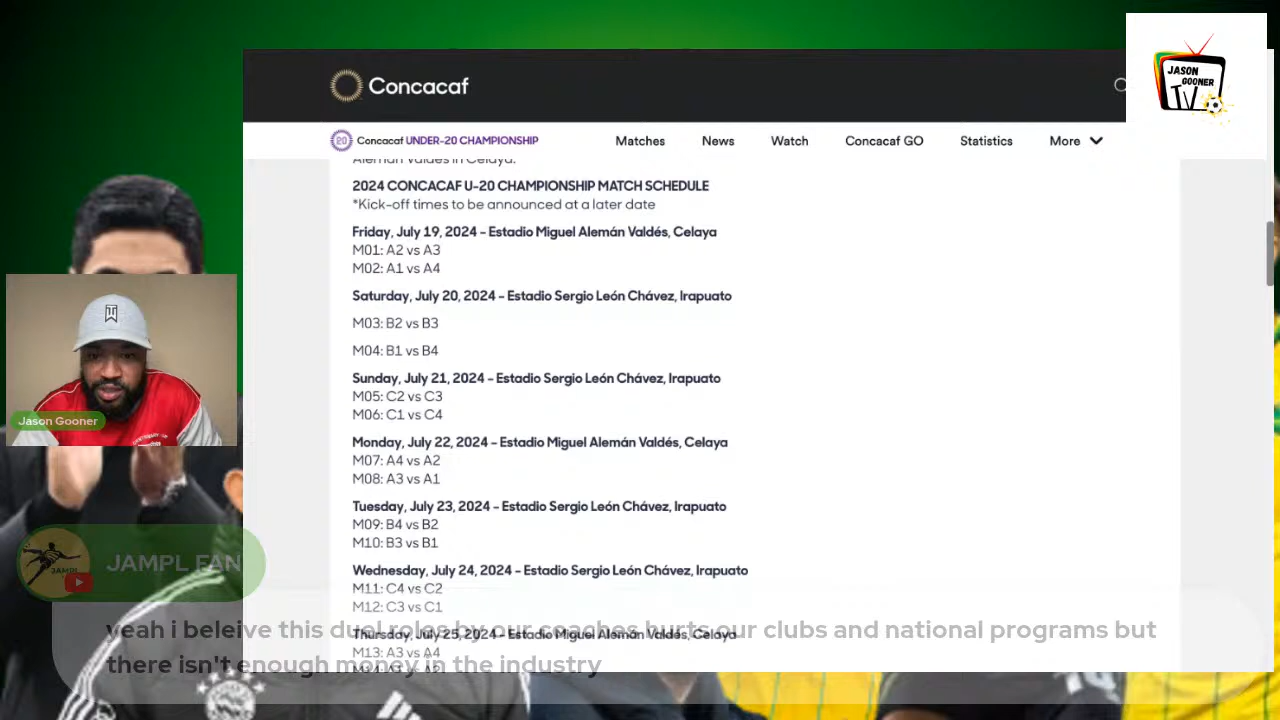 Concacaf
JASON
GOONER
TV
20 Concacaf UNDER-20 CHAMPIONSHIP
Matches
News
Watch
Concacaf GO
Statistics
More
Alemán Valdés in Celaya.
2024 CONCACAF U-20 CHAMPIONSHIP MATCH SCHEDULE
*Kick-off times to be announced at a later date
Friday, July 19, 2024 – Estadio Miguel Alemán Valdés, Celaya
M01: A2 vs A3
M02: A1 vs A4
Saturday, July 20, 2024 – Estadio Sergio León Chávez, Irapuato
M03: B2 vs B3
M04: B1 vs B4
Sunday, July 21, 2024 – Estadio Sergio León Chávez, Irapuato
M05: C2 vs C3
M06: C1 vs C4
Monday, July 22, 2024 – Estadio Miguel Alemán Valdés, Celaya
M07: A4 vs A2
M08: A3 vs A1
Tuesday, July 23, 2024 – Estadio Sergio León Chávez, Irapuato
M09: B4 vs B2
M10: B3 vs B1
Wednesday, July 24, 2024 – Estadio Sergio León Chávez, Irapuato
M11: C4 vs C2
M12: C3 vs C1
Thursday, July 25, 2024 – Estadio Miguel Alemán Valdés, Celaya
M13: A3 vs A4
Jason Gooner
JAMPL
JAMPL FAN
yeah i beleive this duel roles by our coaches hurts our clubs and national programs but
there isn't enough money in the industry